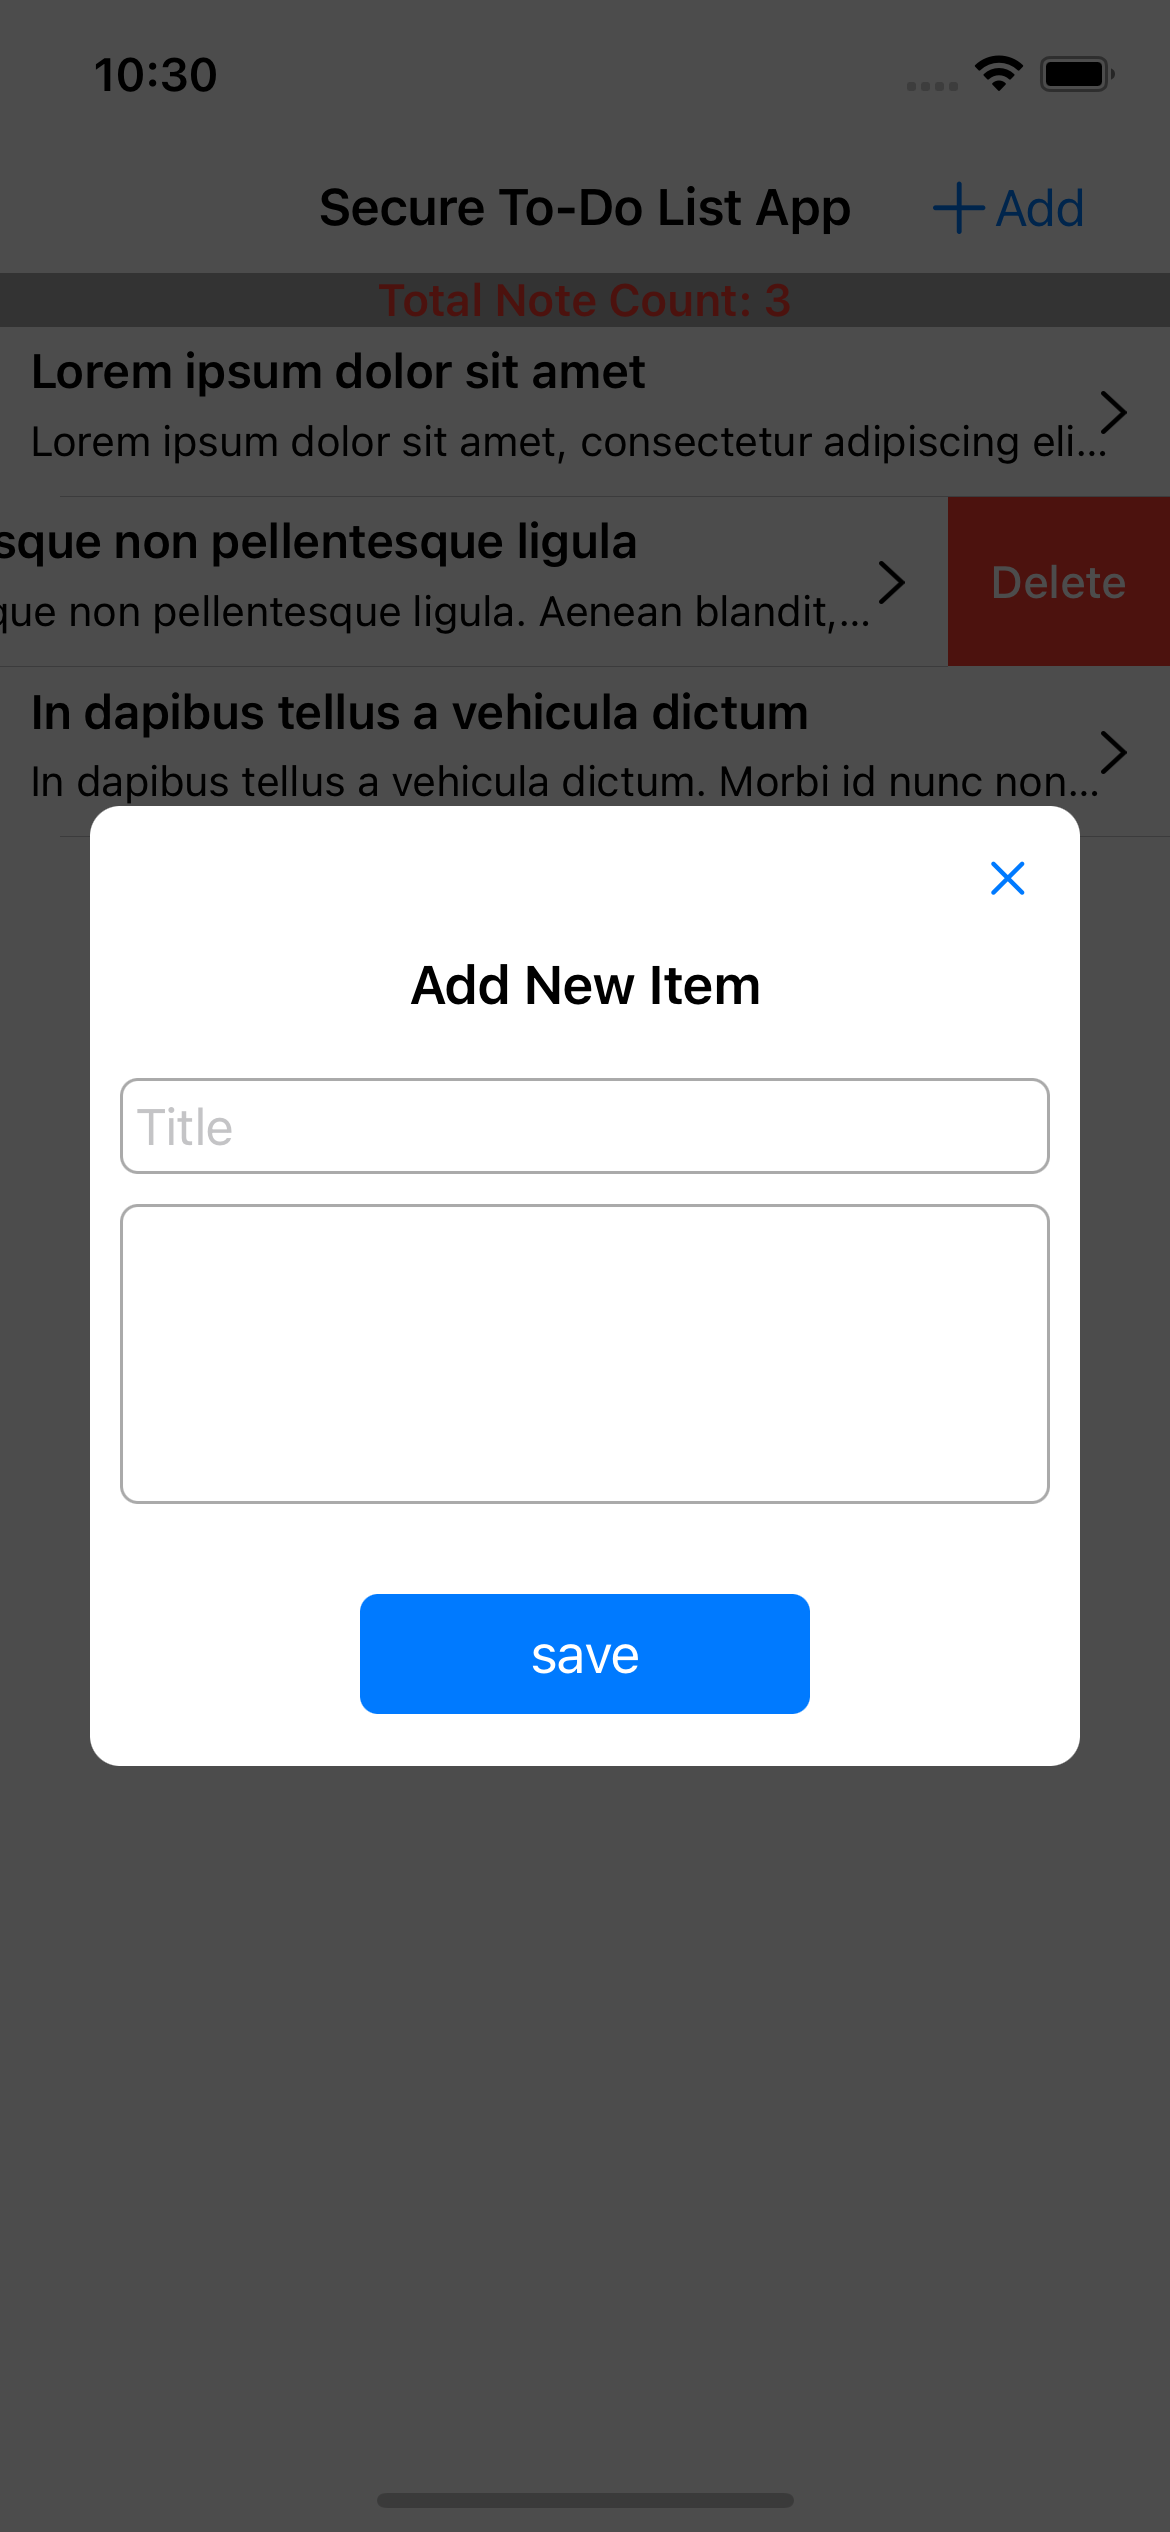 10:30
Secure To-Do List App
Add
Total Note Count: 3
Lorem ipsum dolor sit amet
Lorem ipsum dolor sit amet, consectetur adipiscing eli...
sque non pellentesque ligula
que non pellentesque ligula. Aenean blandit,...
Delete
In dapibus tellus a vehicula dictum
In dapibus tellus a vehicula dictum. Morbi id nunc non...
Add New Item
Title
save